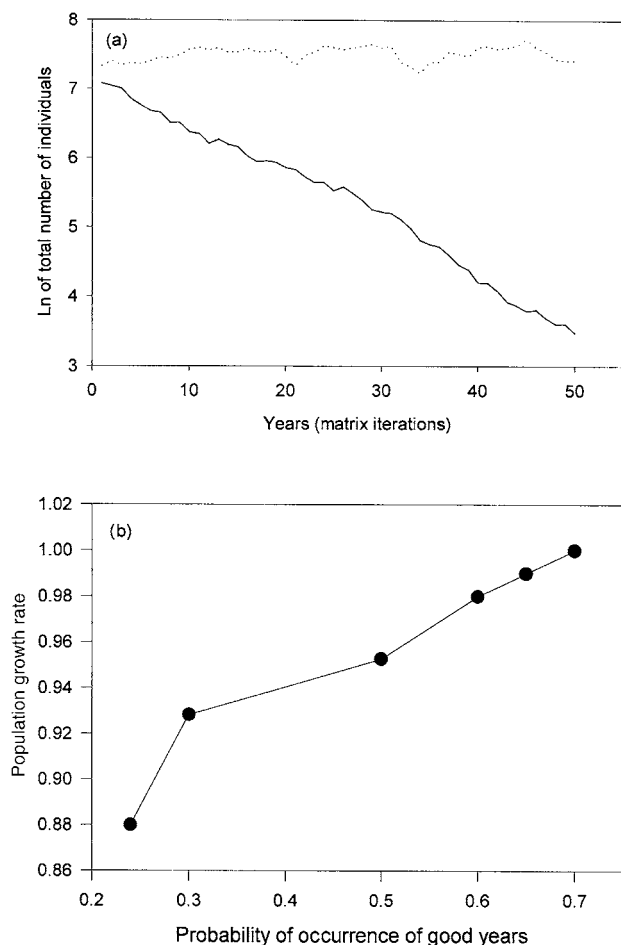 (a)
8
7
6
5
4
3
Ln of total number of individuals
0 10 20 30 40 50
Years (matrix iterations)
(b)
1.02
1.00
0.98
0.96
0.94
0.92
0.90
0.88
0.86
Population growth rate
0.2 0.3 0.4 0.5 0.6 0.7
Probability of occurrence of good years